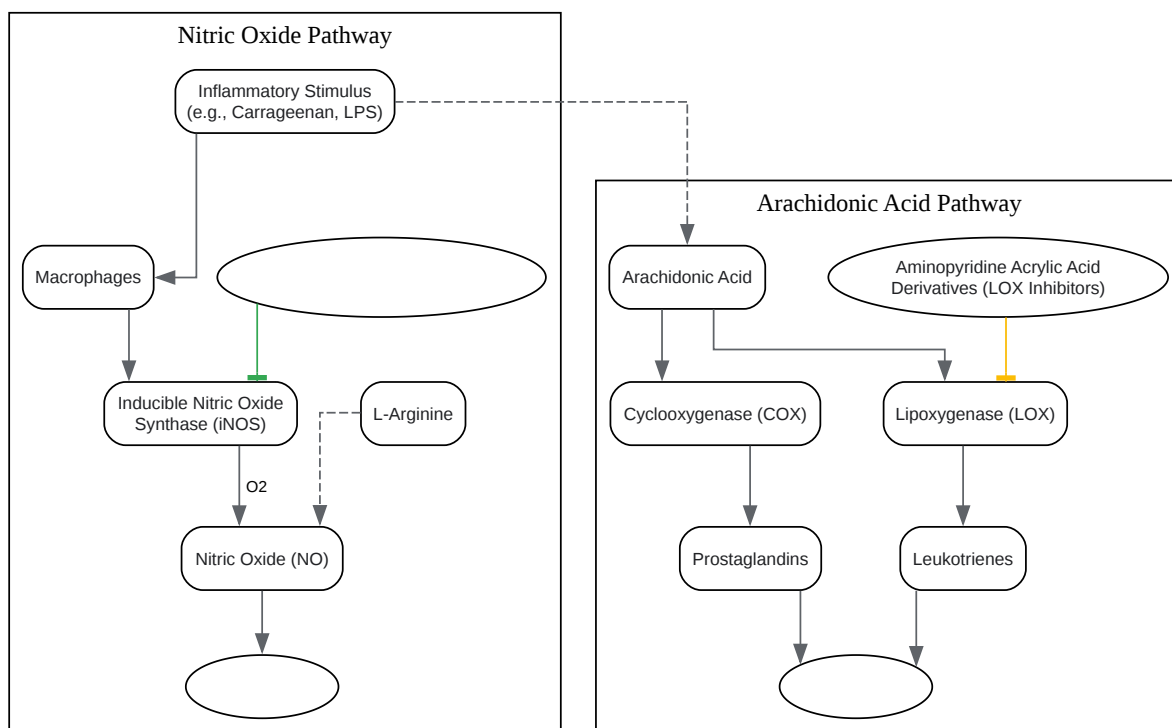 Nitric Oxide Pathway
Inflammatory Stimulus
(e.g., Carrageenan, LPS)
Arachidonic Acid Pathway
Macrophages
Arachidonic Acid
Aminopyridine Acrylic Acid
Derivatives (LOX Inhibitors)
Inducible Nitric Oxide
Synthase (iNOS)
L-Arginine
Cyclooxygenase (COX)
Lipoxygenase (LOX)
O2
Nitric Oxide (NO)
Prostaglandins
Leukotrienes